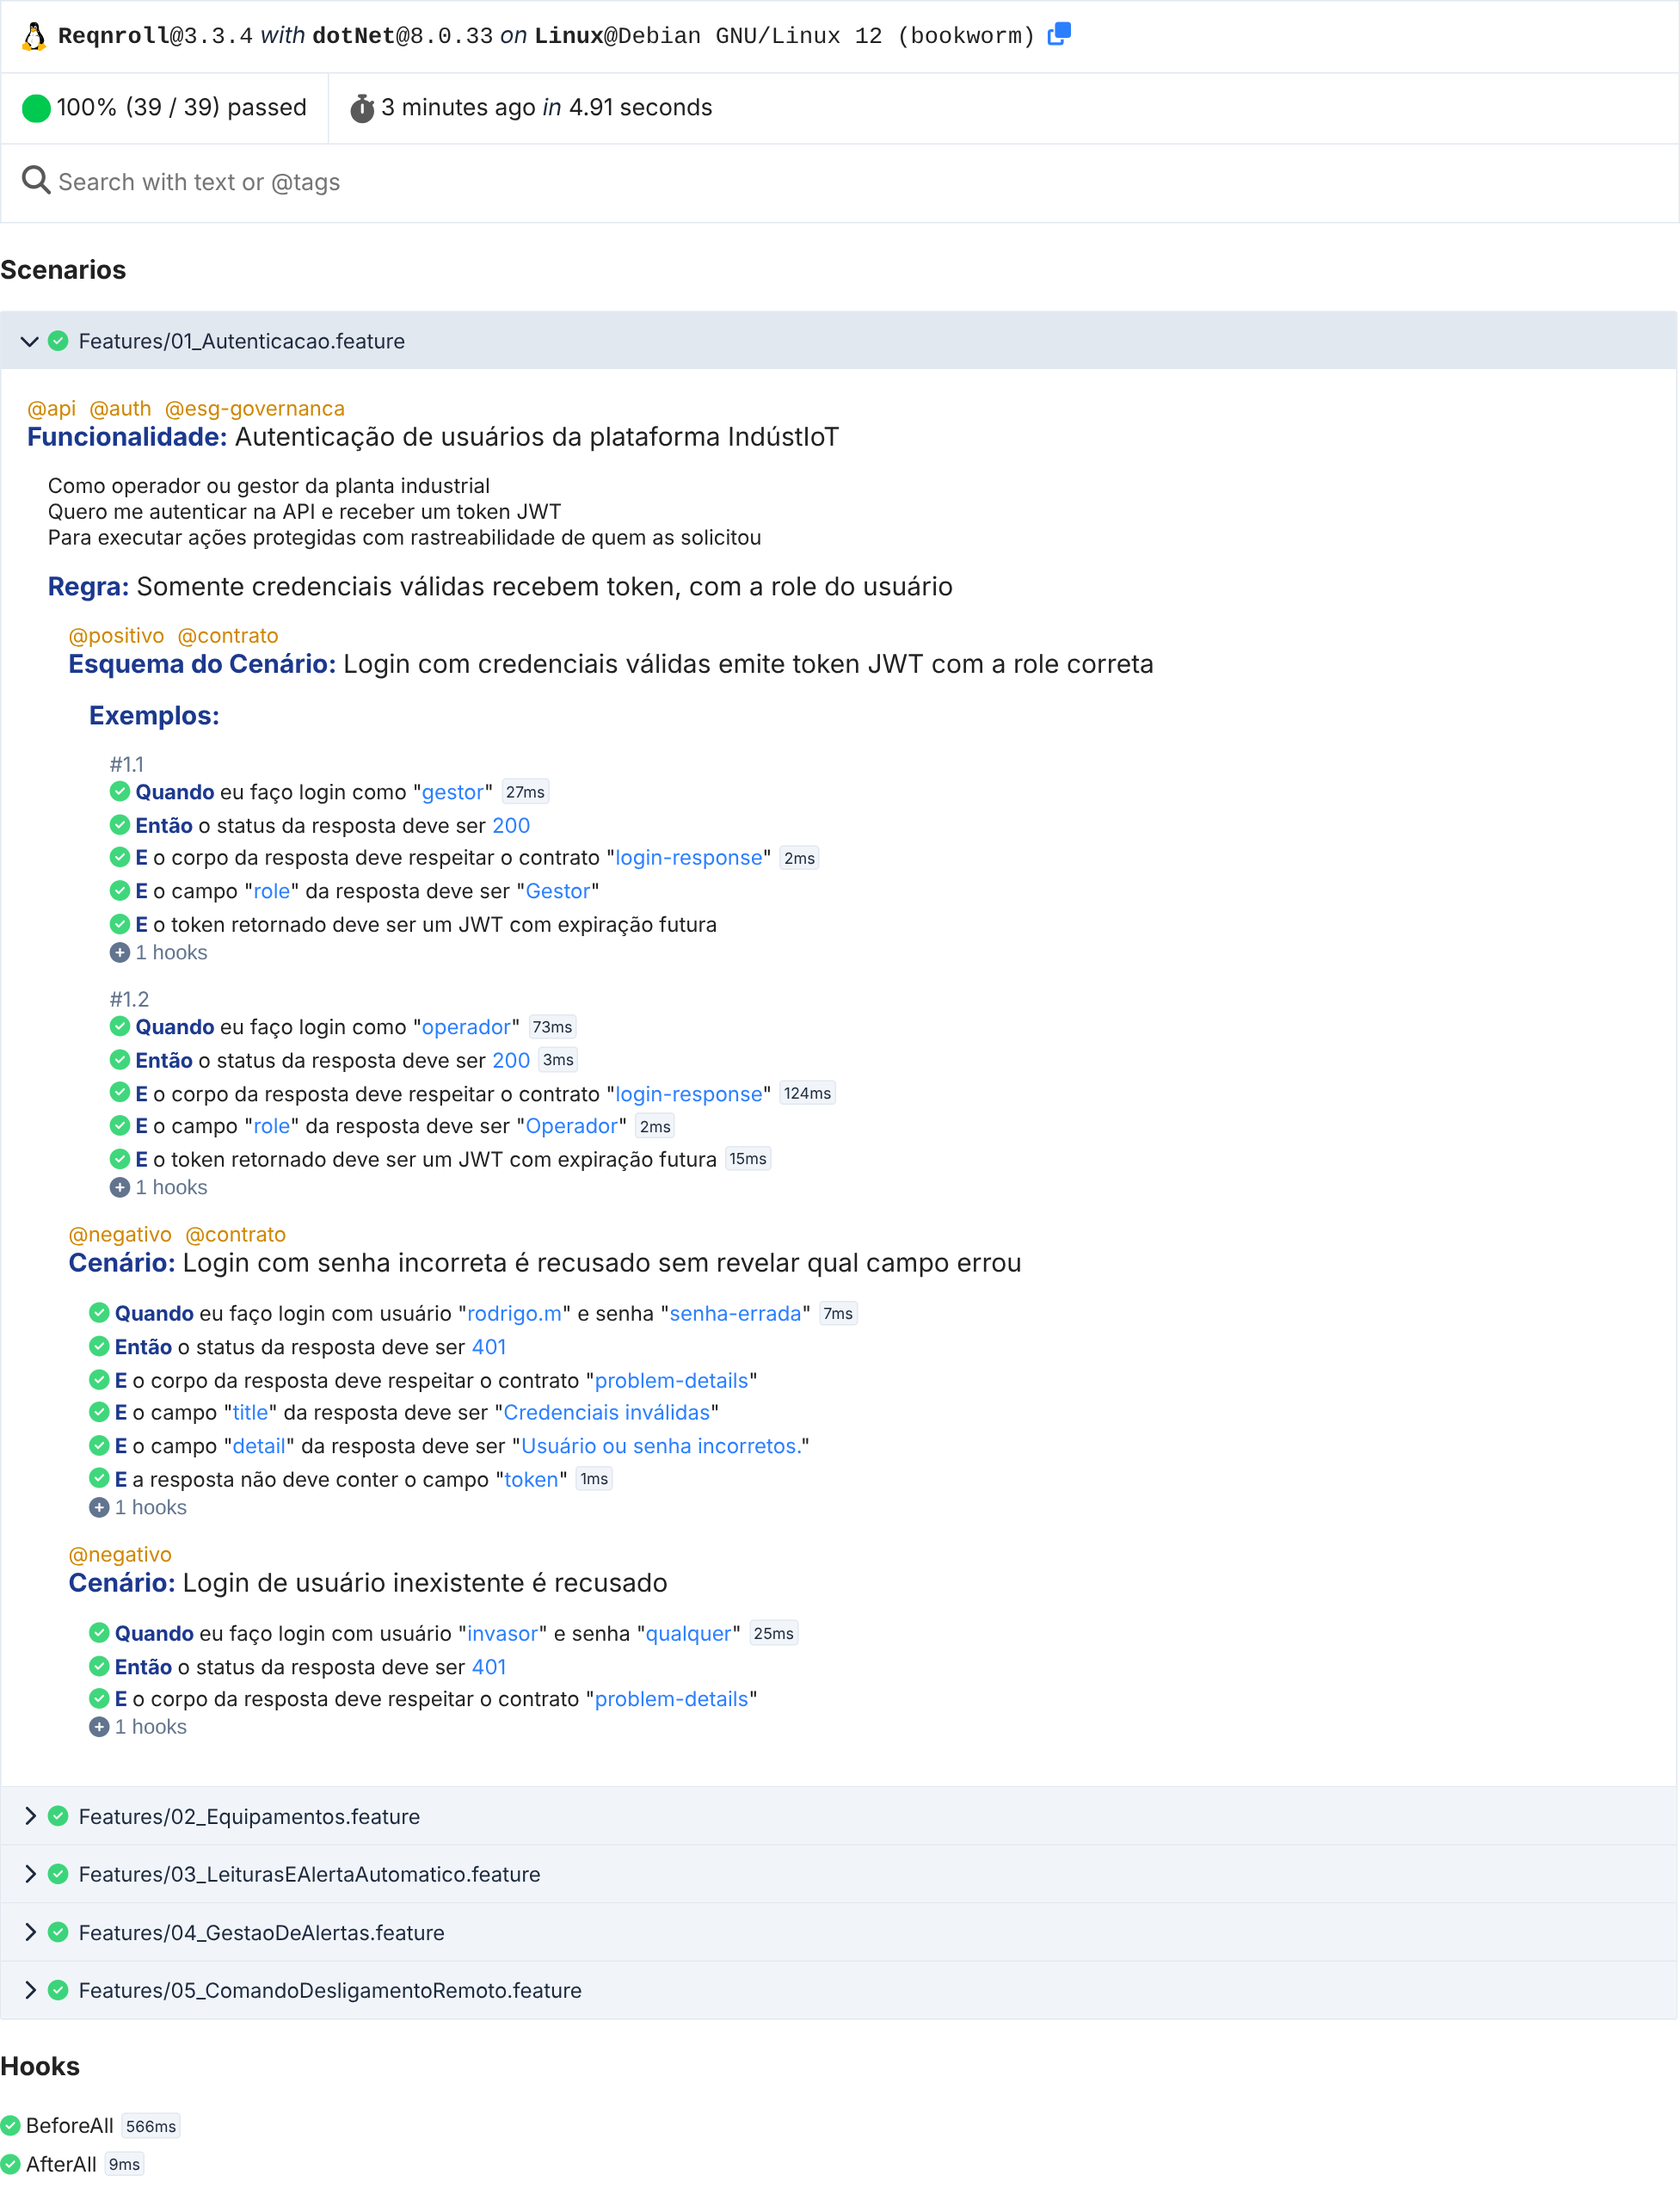 Reqnroll@3.3.4 with dotNet@8.0.33 on Linux@Debian GNU/Linux 12 (bookworm)
100% (39 / 39) passed
3 minutes ago in 4.91 seconds
Search with text or @tags
Scenarios
Features/01_Autenticacao.feature
@api @auth @esg-governanca
Funcionalidade: Autenticação de usuários da plataforma IndústIoT
Como operador ou gestor da planta industrial
Quero me autenticar na API e receber um token JWT
Para executar ações protegidas com rastreabilidade de quem as solicitou
Regra: Somente credenciais válidas recebem token, com a role do usuário
@positivo @contrato
Esquema do Cenário: Login com credenciais válidas emite token JWT com a role correta
Exemplos:
#1.1
Quando eu faço login como "gestor" 27ms
Então o status da resposta deve ser 200
E o corpo da resposta deve respeitar o contrato "login-response" 2ms
E o campo "role" da resposta deve ser "Gestor"
E o token retornado deve ser um JWT com expiração futura
1 hooks
#1.2
Quando eu faço login como "operador" 73ms
Então o status da resposta deve ser 200 3ms
E o corpo da resposta deve respeitar o contrato "login-response" 124ms
E o campo "role" da resposta deve ser "Operador" 2ms
E o token retornado deve ser um JWT com expiração futura 15ms
1 hooks
@negativo @contrato
Cenário: Login com senha incorreta é recusado sem revelar qual campo errou
Quando eu faço login com usuário "rodrigo.m" e senha "senha-errada" 7ms
Então o status da resposta deve ser 401
E o corpo da resposta deve respeitar o contrato "problem-details"
E o campo "title" da resposta deve ser "Credenciais inválidas"
E o campo "detail" da resposta deve ser "Usuário ou senha incorretos."
E a resposta não deve conter o campo "token" 1ms
1 hooks
@negativo
Cenário: Login de usuário inexistente é recusado
Quando eu faço login com usuário "invasor" e senha "qualquer" 25ms
Então o status da resposta deve ser 401
E o corpo da resposta deve respeitar o contrato "problem-details"
1 hooks
Features/02_Equipamentos.feature
Features/03_LeiturasEAlertaAutomatico.feature
Features/04_GestaoDeAlertas.feature
Features/05_ComandoDesligamentoRemoto.feature
Hooks
BeforeAll 566ms
AfterAll 9ms